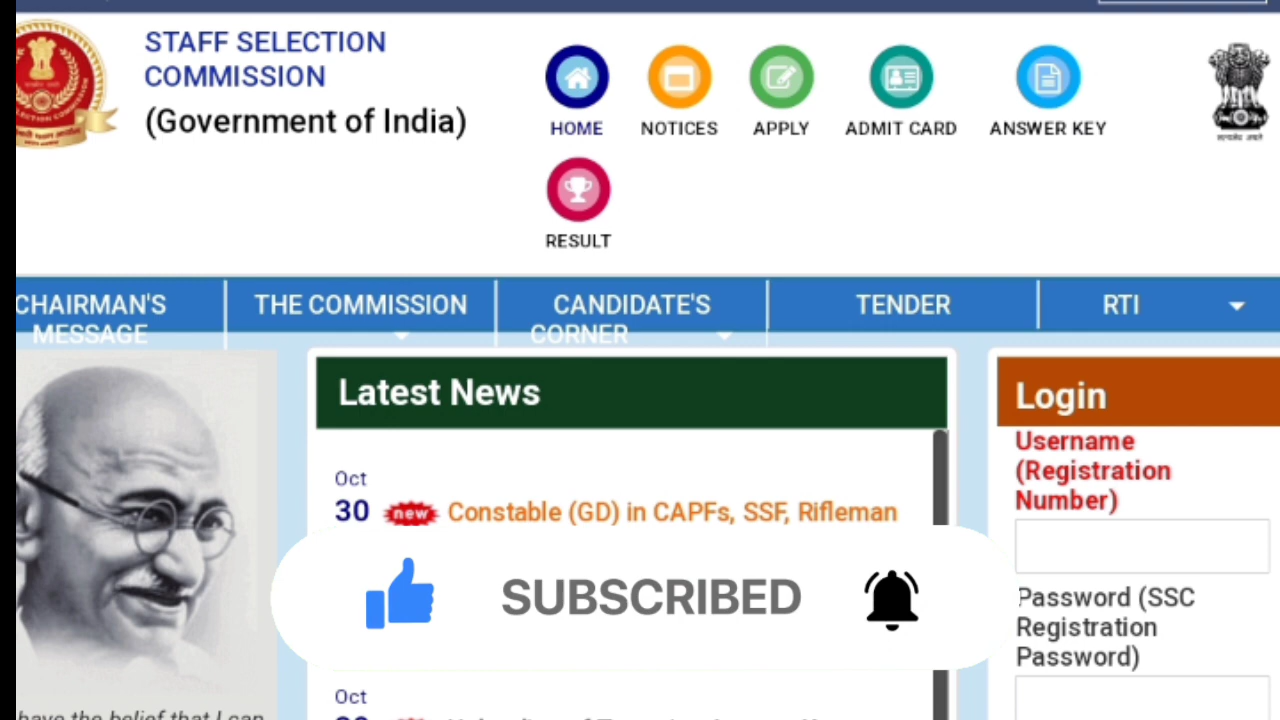 STAFF SELECTION
COMMISSION
(Government of India)
HOME
NOTICES
APPLY
ADMIT CARD
ANSWER KEY
RESULT
CHAIRMAN'S
MESSAGE
THE COMMISSION
CANDIDATE'S
CORNER
TENDER
RTI
Latest News
Oct
30 new Constable (GD) in CAPFs, SSF, Rifleman
SUBSCRIBED
Oct
Login
Username
(Registration
Number)
Password (SSC
Registration
Password)
have the belief that I can